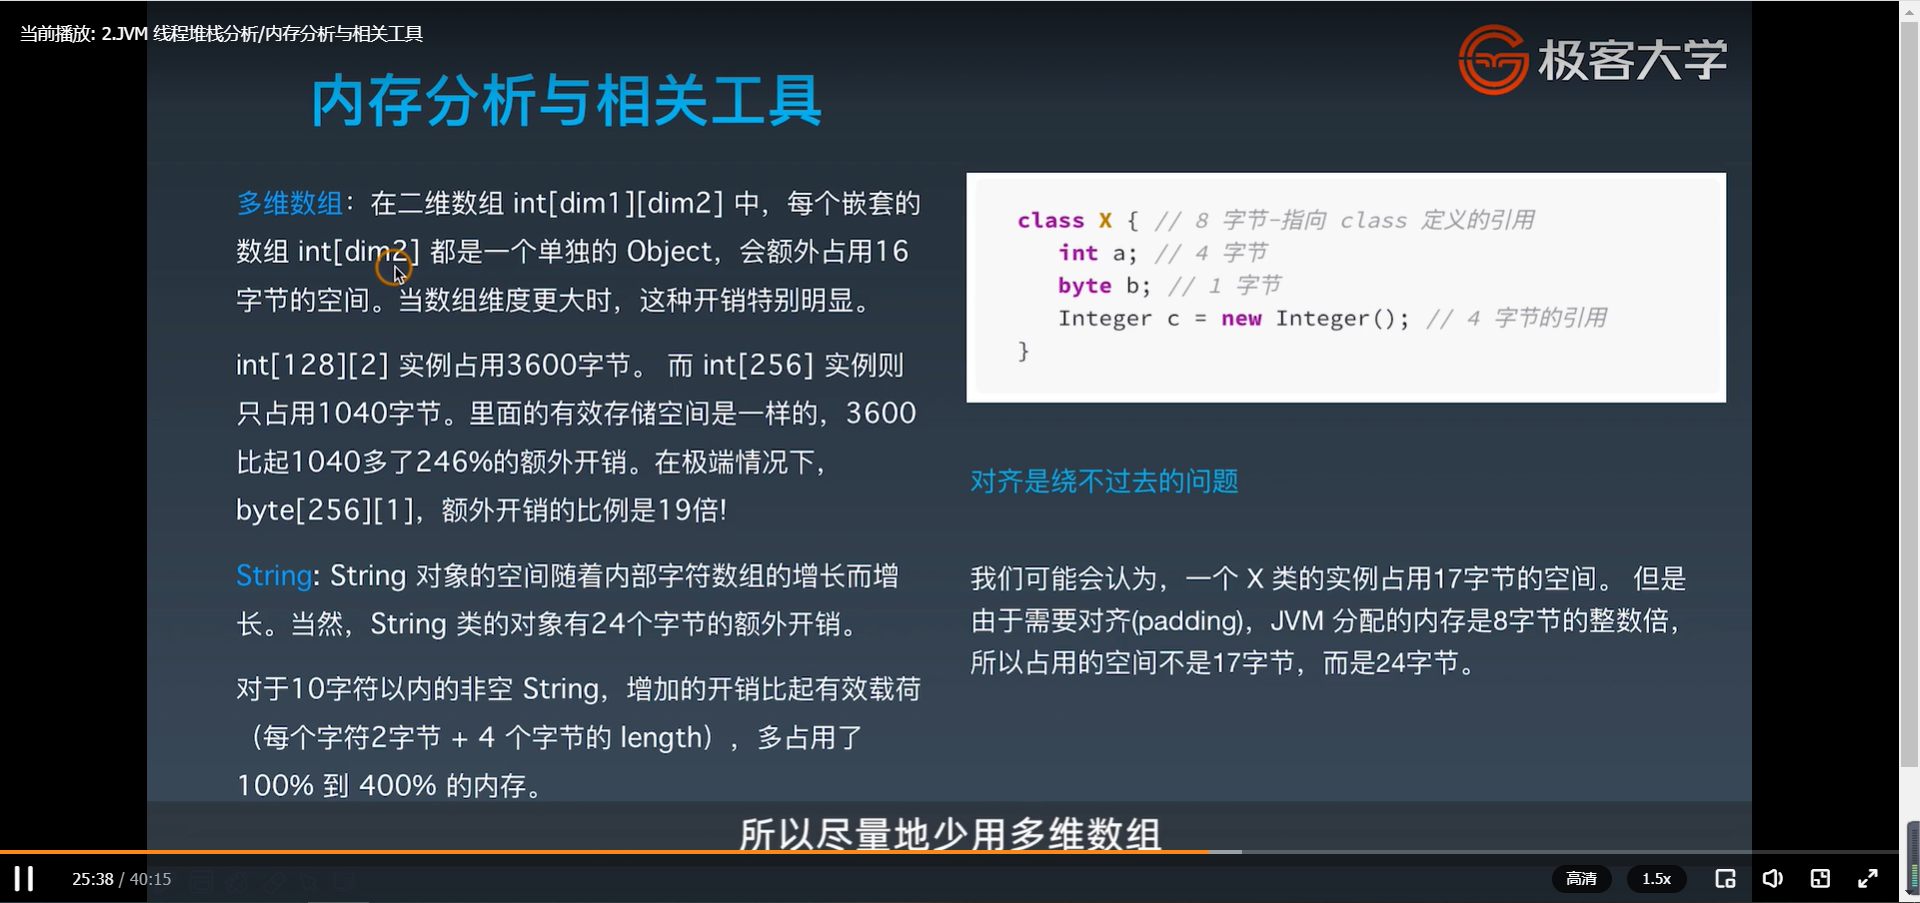 当前播放: 2.JVM 线程堆栈分析/内存分析与相关工具
极客大学
内存分析与相关工具
多维数组：在二维数组 int[dim1][dim2] 中，每个嵌套的
数组 int[dim2] 都是一个单独的 Object，会额外占用16
字节的空间。当数组维度更大时，这种开销特别明显。
int[128][2] 实例占用3600字节。 而 int[256] 实例则
只占用1040字节。里面的有效存储空间是一样的，3600
比起1040多了246%的额外开销。在极端情况下，
byte[256][1]，额外开销的比例是19倍!
String: String 对象的空间随着内部字符数组的增长而增
长。当然，String 类的对象有24个字节的额外开销。
对于10字符以内的非空 String，增加的开销比起有效载荷
（每个字符2字节 + 4 个字节的 length），多占用了
100% 到 400% 的内存。
class X { // 8 字节-指向 class 定义的引用
int a; // 4 字节
byte b; // 1 字节
Integer c = new Integer(); // 4 字节的引用
}
对齐是绕不过去的问题
我们可能会认为，一个 X 类的实例占用17字节的空间。 但是
由于需要对齐(padding)，JVM 分配的内存是8字节的整数倍，
所以占用的空间不是17字节，而是24字节。
所以尽量地少用多维数组
25:38 / 40:15
高清
1.5x